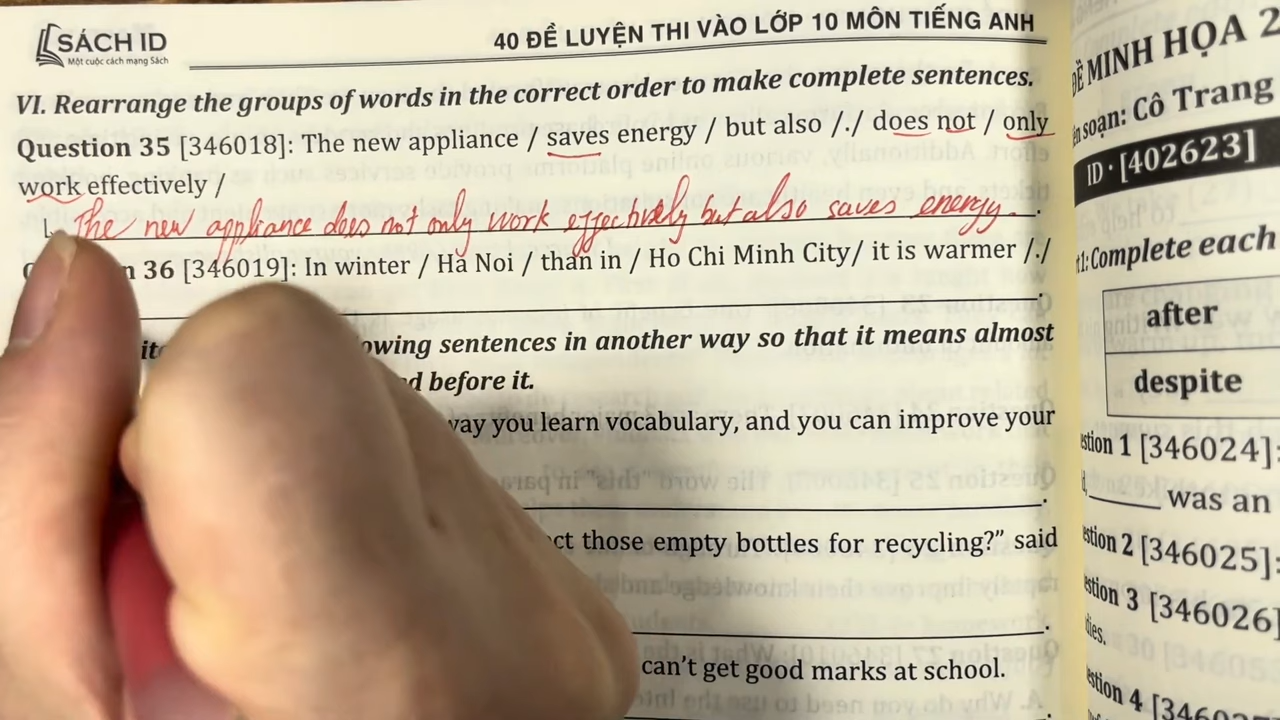 SÁCH ID
Một cuộc cách mạng Sách
40 ĐỀ LUYỆN THI VÀO LỚP 10 MÔN TIẾNG ANH
VI. Rearrange the groups of words in the correct order to make complete sentences.
Question 35 [346018]: The new appliance / saves energy / but also /./ does not / only
work effectively /
The new appliance does not only work effectively but also saves energy.
36 [346019]: In winter / Ha Noi / than in / Ho Chi Minh City/ it is warmer /./
owing sentences in another way so that it means almost
before it.
way you learn vocabulary, and you can improve your
ct those empty bottles for recycling?” said
can’t get good marks at school.
ĐỀ MINH HỌA 2
soạn: Cô Trang
ID: [402623]
1: Complete each
after
despite
stion 1 [346024]:
was an
estion 2 [346025]:
stion 3 [346026]
dies.
estion 4